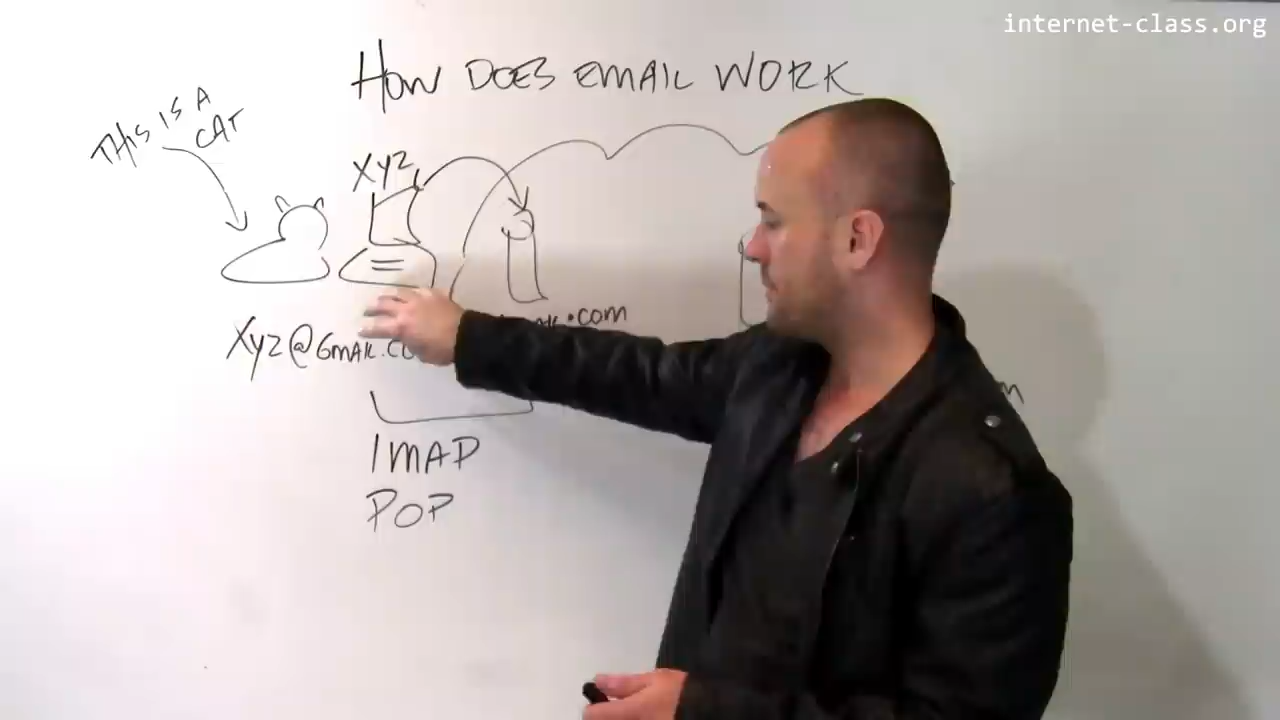 internet-class.org
HOW DOES EMAIL WORK
THIS IS A
CAT
XYZ
.com
XYZ@GMAIL.CO
IMAP
POP